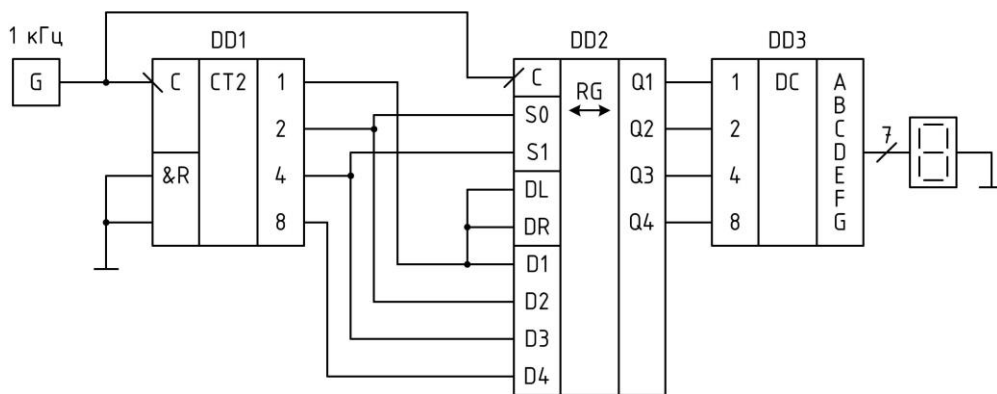 1 кГц
G
DD1
C
CT2
1
2
4
8
&R
DD2
C
RG
S0
S1
DL
DR
D1
D2
D3
D4
Q1
Q2
Q3
Q4
DD3
1
2
4
8
DC
A
B
C
D
E
F
G
7